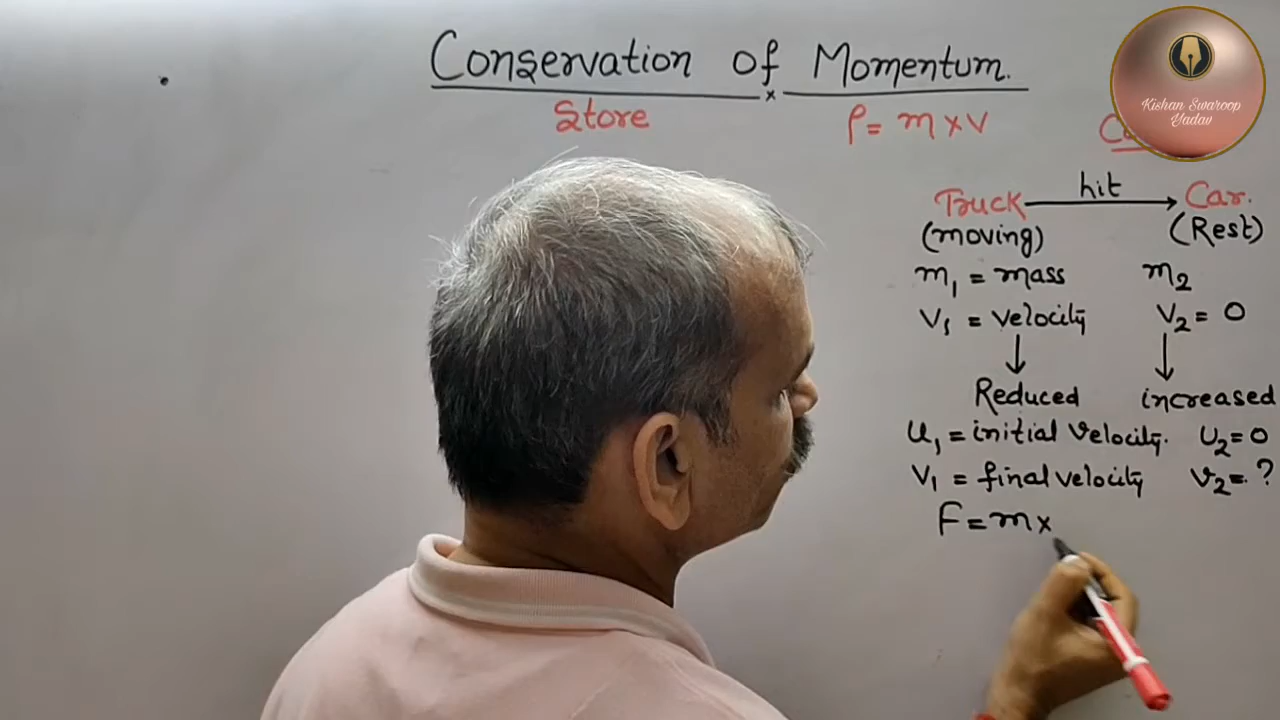 Conservation of Momentum.
×
Store
P = m × v
Kishan Swaroop
Yadav
Truck hit Car.
(moving) (Rest)
m₁ = mass m₂
V₁ = velocity V₂ = 0
Reduced increased
u₁ = initial velocity. U₂ = 0
V₁ = final velocity V₂ = ?
F = m ×